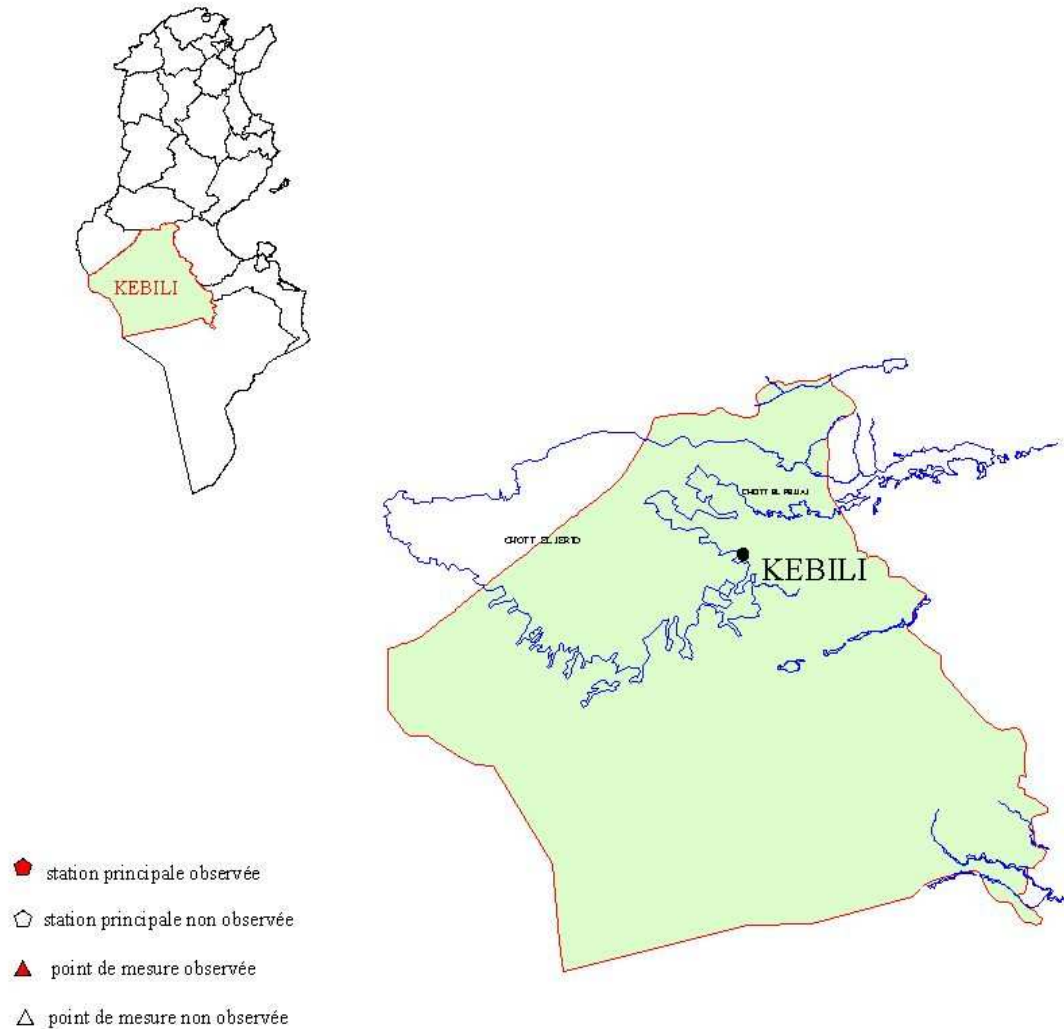 KEBILI
CHOTT EL JERID
KEBILI
station principale observée
station principale non observée
point de mesure observée
point de mesure non observée